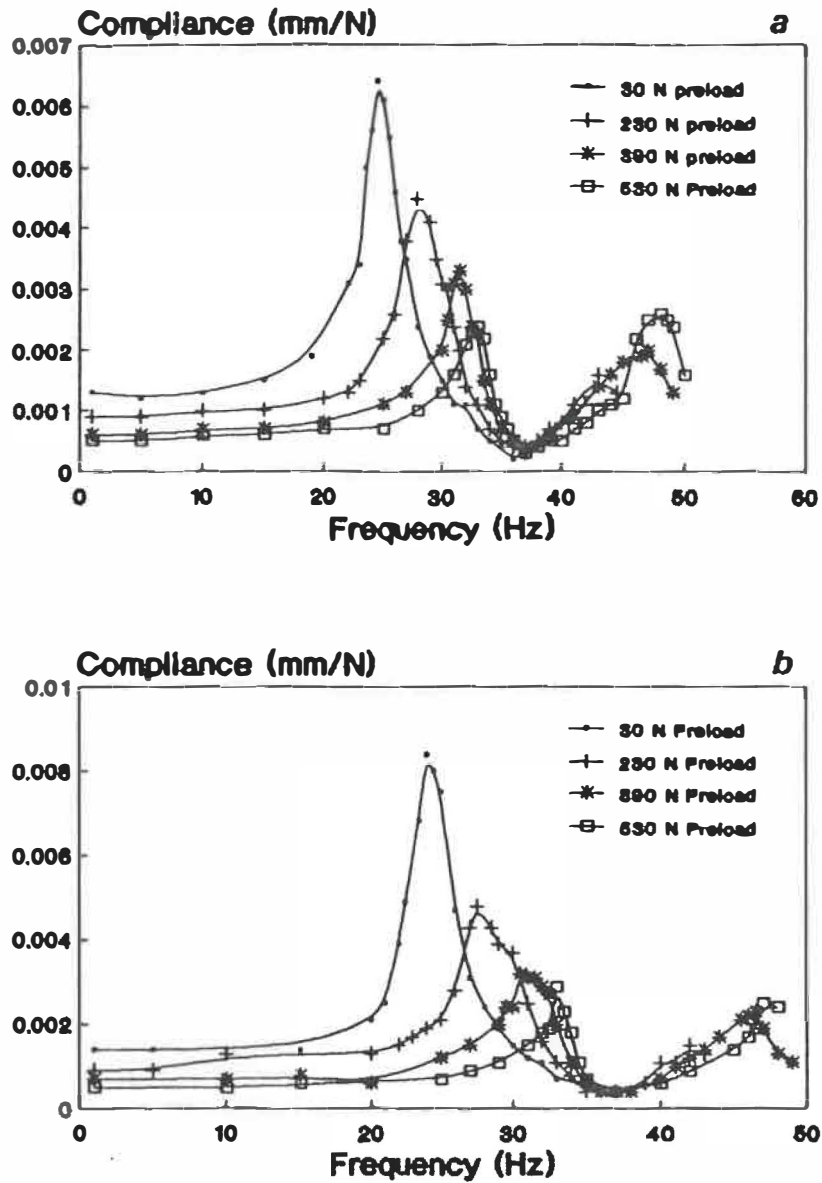 Compliance (mm/N) a
0.007
0.006
0.005
0.004
0.003
0.002
0.001
0
30 N preload
230 N preload
390 N preload
530 N Preload
0 10 20 30 40 50 60
Frequency (Hz)
Compliance (mm/N) b
0.01
0.008
0.006
0.004
0.002
0
30 N Preload
230 N Preload
390 N Preload
530 N Preload
0 10 20 30 40 50
Frequency (Hz)